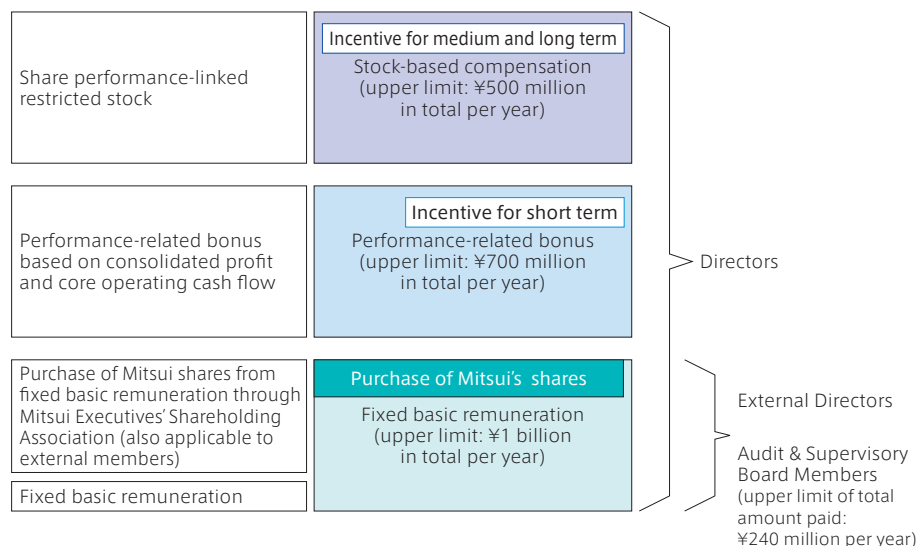 Share performance-linked
restricted stock
Incentive for medium and long term
Stock-based compensation
(upper limit: ¥500 million
in total per year)
Performance-related bonus
based on consolidated profit
and core operating cash flow
Incentive for short term
Performance-related bonus
(upper limit: ¥700 million
in total per year)
Directors
Purchase of Mitsui shares from
fixed basic remuneration through
Mitsui Executives’ Shareholding
Association (also applicable to
external members)
Fixed basic remuneration
Purchase of Mitsui’s shares
Fixed basic remuneration
(upper limit: ¥1 billion
in total per year)
External Directors
Audit & Supervisory
Board Members
(upper limit of total
amount paid:
¥240 million per year)